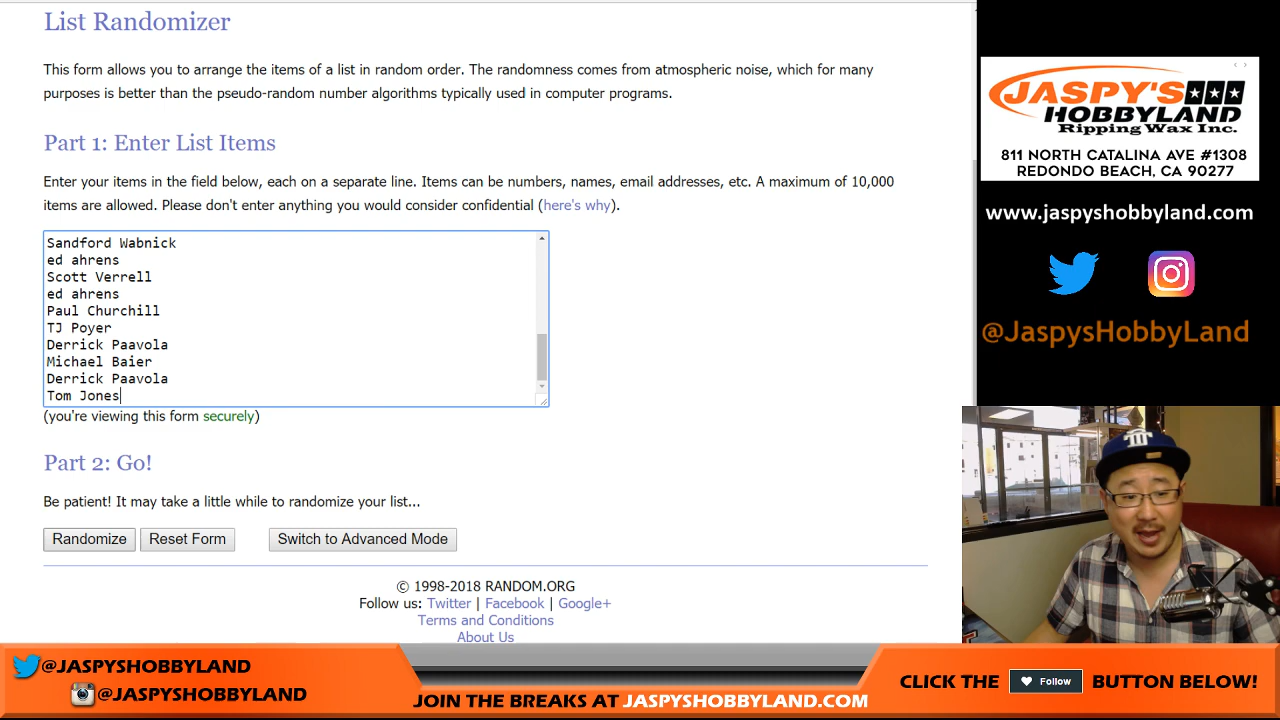 List Randomizer
This form allows you to arrange the items of a list in random order. The randomness comes from atmospheric noise, which for many
purposes is better than the pseudo-random number algorithms typically used in computer programs.
Part 1: Enter List Items
Enter your items in the field below, each on a separate line. Items can be numbers, names, email addresses, etc. A maximum of 10,000
items are allowed. Please don't enter anything you would consider confidential (here's why).
Sandford Wabnick
ed ahrens
Scott Verrell
ed ahrens
Paul Churchill
TJ Poyer
Derrick Paavola
Michael Baier
Derrick Paavola
Tom Jones
(you're viewing this form securely)
Part 2: Go!
Be patient! It may take a little while to randomize your list...
Randomize Reset Form Switch to Advanced Mode
© 1998-2018 RANDOM.ORG
Follow us: Twitter | Facebook | Google+
Terms and Conditions
About Us
JASPY'S
HOBBYLAND
Ripping Wax Inc.
811 NORTH CATALINA AVE #1308
REDONDO BEACH, CA 90277
www.jaspyshobbyland.com
@JaspysHobbyLand
@JASPYSHOBBYLAND
@JASPYSHOBBYLAND
JOIN THE BREAKS AT JASPYSHOBBYLAND.COM
CLICK THE Follow BUTTON BELOW!